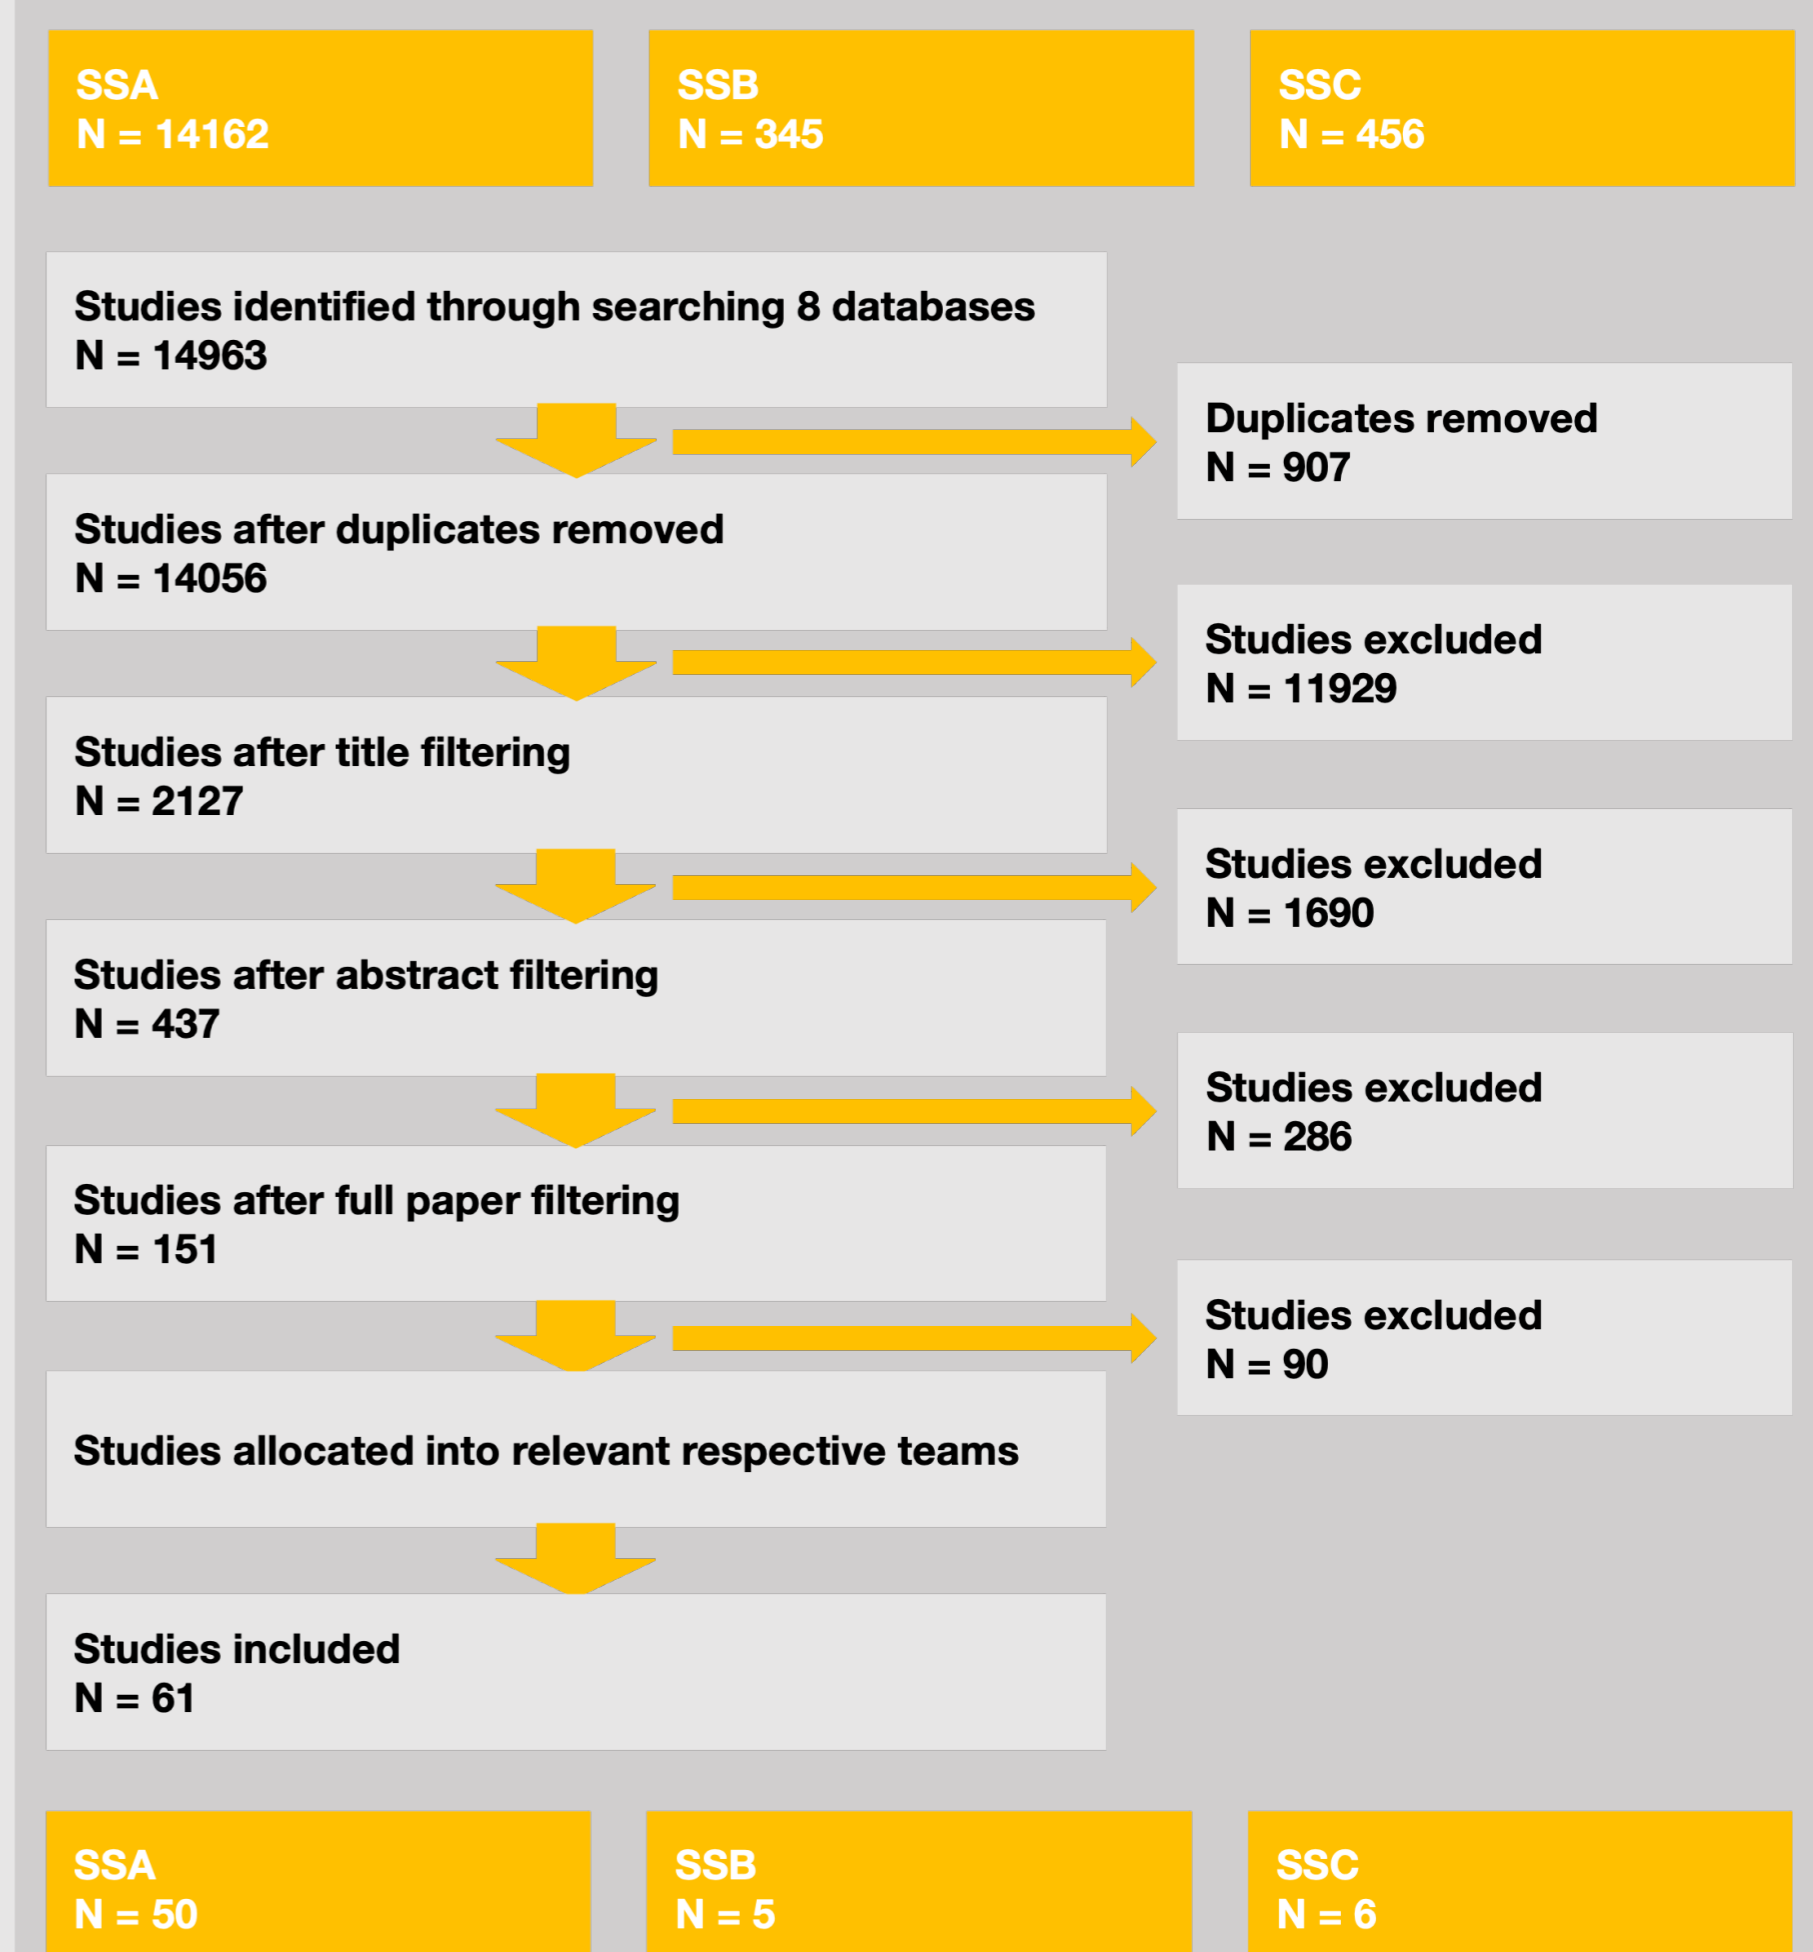 SSA
N = 14162
SSB
N = 345
SSC
N = 456
Studies identified through searching 8 databases
N = 14963
Duplicates removed
N = 907
Studies after duplicates removed
N = 14056
Studies excluded
N = 11929
Studies after title filtering
N = 2127
Studies excluded
N = 1690
Studies after abstract filtering
N = 437
Studies excluded
N = 286
Studies after full paper filtering
N = 151
Studies excluded
N = 90
Studies allocated into relevant respective teams
Studies included
N = 61
SSA
N = 50
SSB
N = 5
SSC
N = 6